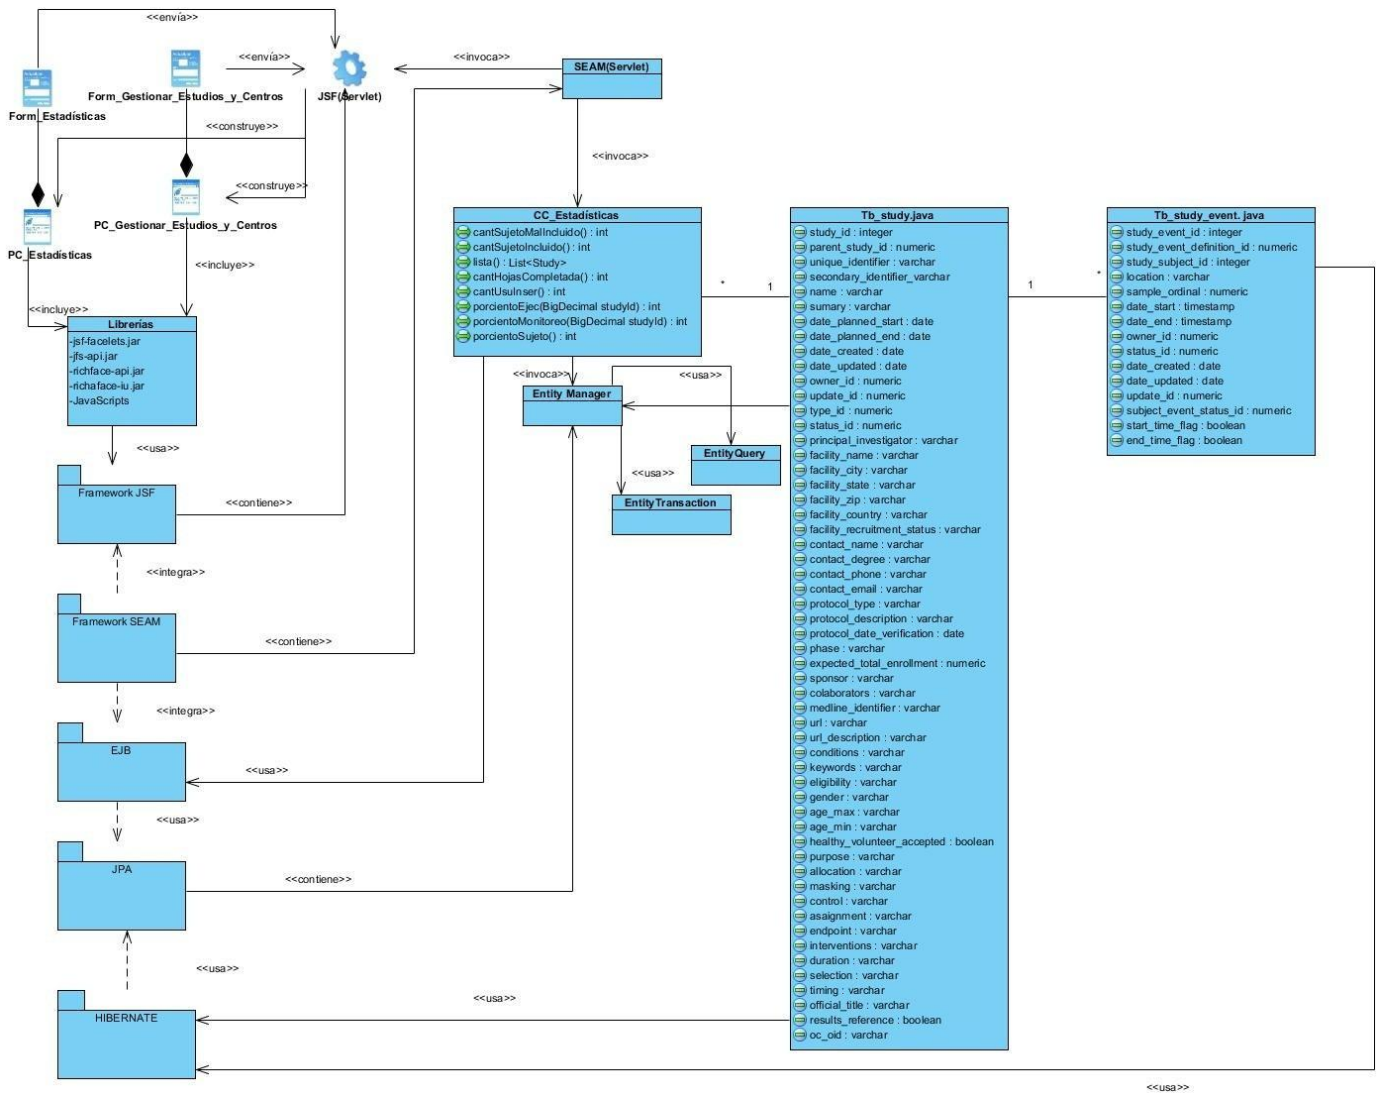 <<envía>>
<<envía>>
<<invoca>>
SEAM(Servlet)
Form_Gestionar_Estudios_y_Centros
JSF(Servlet)
Form_Estadísticas
<<construye>>
<<invoca>>
<<construye>>
PC_Gestionar_Estudios_y_Centros
PC_Estadísticas
<<incluye>>
<<incluye>>
Librerías
-jsf-facelets.jar
-jfs-api.jar
-richface-api.jar
-richaface-iu.jar
-JavaScripts
<<usa>>
Framework JSF
<<contiene>>
<<integra>>
Framework SEAM
<<contiene>>
<<integra>>
EJB
<<usa>>
<<usa>>
JPA
<<contiene>>
<<usa>>
HIBERNATE
<<usa>>
CC_Estadísticas
cantSujetoMalIncluido() : int
cantSujetoIncluido() : int
lista() : List<Study>
cantHojasCompletada() : int
cantUsuInser() : int
porcientoEjec(BigDecimal studyId) : int
porcientoMonitoreo(BigDecimal studyId) : int
porcientoSujeto() : int
<<invoca>>
<<usa>>
Entity Manager
EntityQuery
<<usa>>
EntityTransaction
*
1
Tb_study.java
study_id : integer
parent_study_id : numeric
unique_identifier : varchar
secondary_identifier_varchar
name : varchar
sumary : varchar
date_planned_start : date
date_planned_end : date
date_created : date
date_updated : date
owner_id : numeric
update_id : numeric
type_id : numeric
status_id : numeric
principal_investigator : varchar
facility_name : varchar
facility_city : varchar
facility_state : varchar
facility_zip : varchar
facility_country : varchar
facility_recruitment_status : varchar
contact_name : varchar
contact_degree : varchar
contact_phone : varchar
contact_email : varchar
protocol_type : varchar
protocol_description : varchar
protocol_date_verification : date
phase : varchar
expected_total_enrollment : numeric
sponsor : varchar
colaborators : varchar
medline_identifier : varchar
url : varchar
url_description : varchar
conditions : varchar
keywords : varchar
eligibility : varchar
gender : varchar
age_max : varchar
age_min : varchar
healthy_volunteer_accepted : boolean
purpose : varchar
allocation : varchar
masking : varchar
control : varchar
asaignment : varchar
endpoint : varchar
interventions : varchar
duration : varchar
selection : varchar
timing : varchar
official_title : varchar
results_reference : boolean
oc_oid : varchar
1
*
Tb_study_event. java
study_event_id : integer
study_event_definition_id : numeric
study_subject_id : integer
location : varchar
sample_ordinal : numeric
date_start : timestamp
date_end : timestamp
owner_id : numeric
status_id : numeric
date_created : date
date_updated : date
update_id : numeric
subject_event_status_id : numeric
start_time_flag : boolean
end_time_flag : boolean
<<usa>>